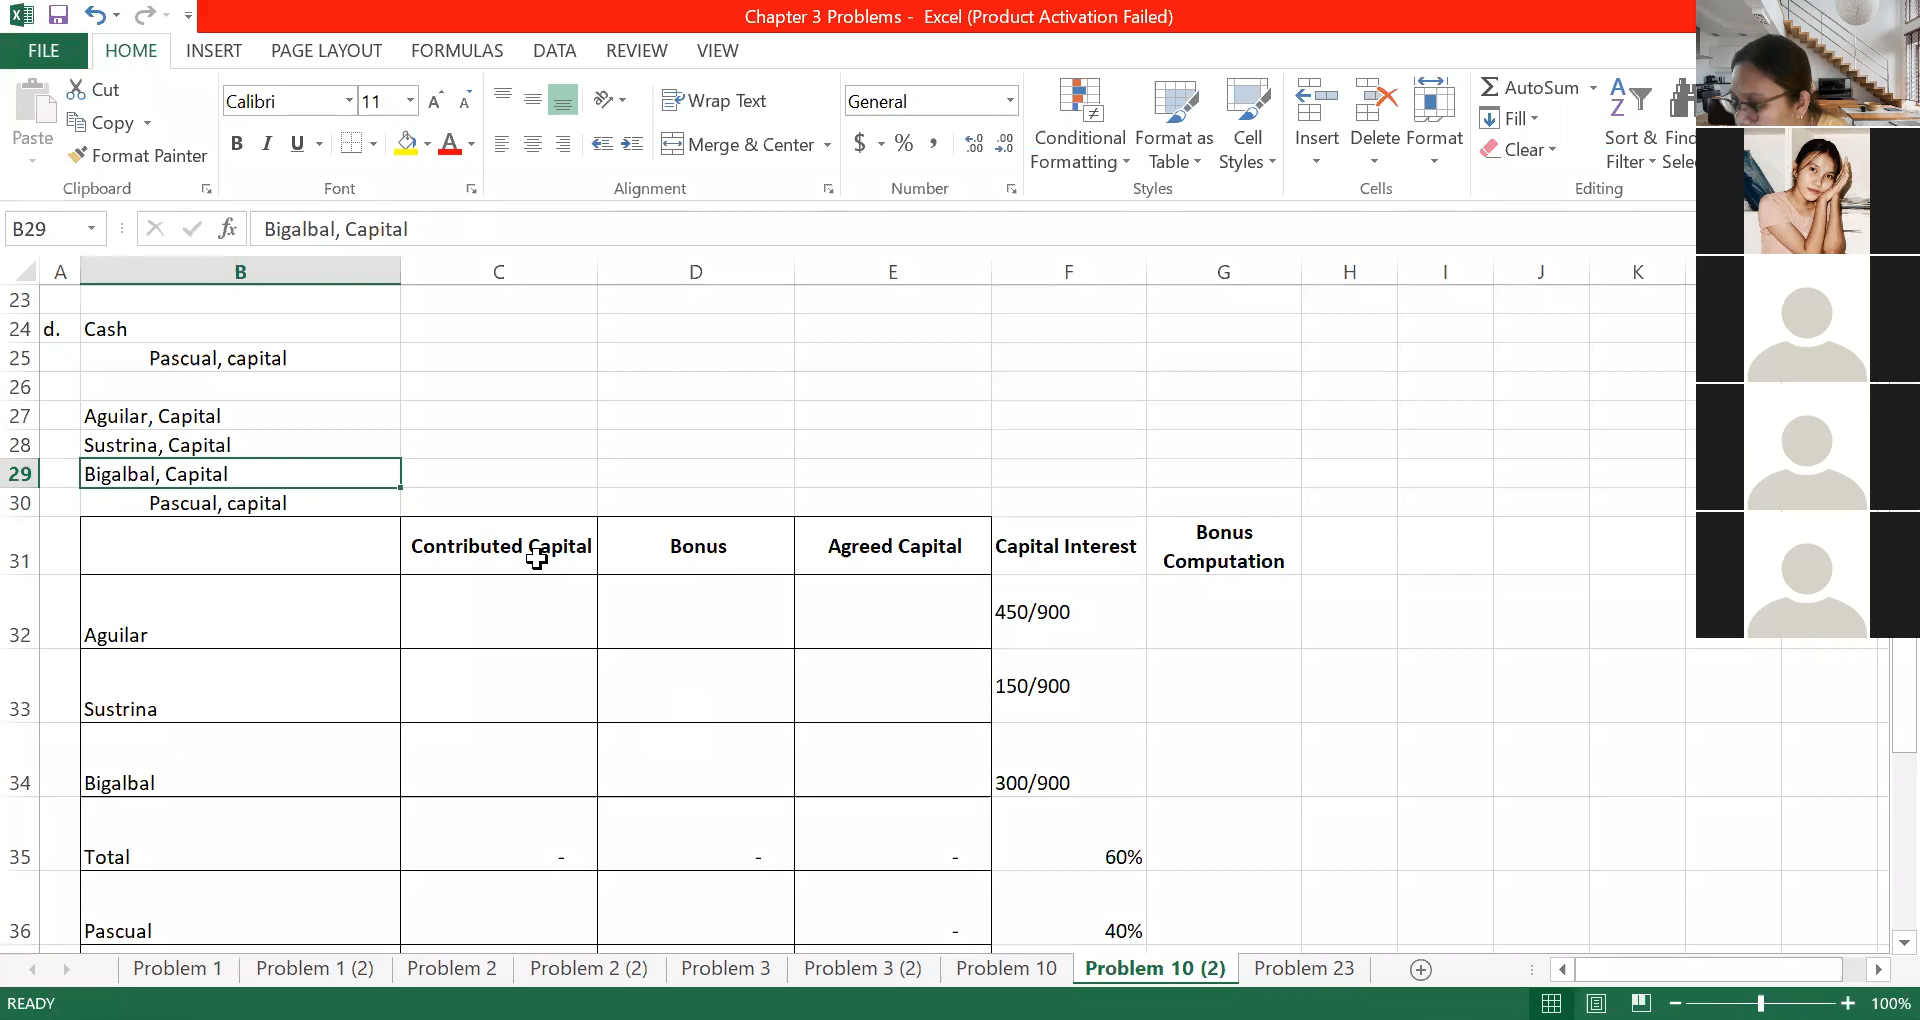 Chapter 3 Problems - Excel (Product Activation Failed)
FILE HOME INSERT PAGE LAYOUT FORMULAS DATA REVIEW VIEW
Paste
Cut
Copy
Format Painter
Clipboard
Calibri 11
B I U A
Font
Wrap Text
Merge & Center
Alignment
General
$ % , .00
Number
Conditional Formatting
Format as Table
Cell Styles
Styles
Insert Delete Format
Cells
AutoSum
Fill
Clear
Sort & Filter
Editing
B29 fx Bigalbal, Capital
A B C D E F G H I J K
23
24 d. Cash
25 Pascual, capital
26
27 Aguilar, Capital
28 Sustrina, Capital
29 Bigalbal, Capital
30 Pascual, capital
31 Contributed Capital Bonus Agreed Capital Capital Interest Bonus Computation
32 Aguilar 450/900
33 Sustrina 150/900
34 Bigalbal 300/900
35 Total - - - 60%
36 Pascual - 40%
Problem 1 Problem 1 (2) Problem 2 Problem 2 (2) Problem 3 Problem 3 (2) Problem 10 Problem 10 (2) Problem 23
READY 100%